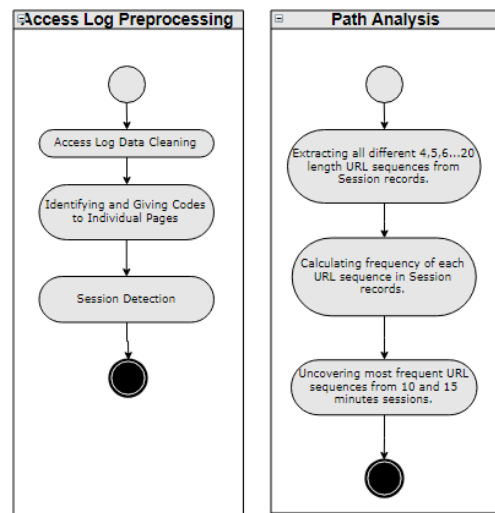 Access Log Preprocessing
Access Log Data Cleaning
Identifying and Giving Codes
to Individual Pages
Session Detection
Path Analysis
Extracting all different 4,5,6...20
length URL sequences from
Session records.
Calculating frequency of each
URL sequence in Session
records.
Uncovering most frequent URL
sequences from 10 and 15
minutes sessions.